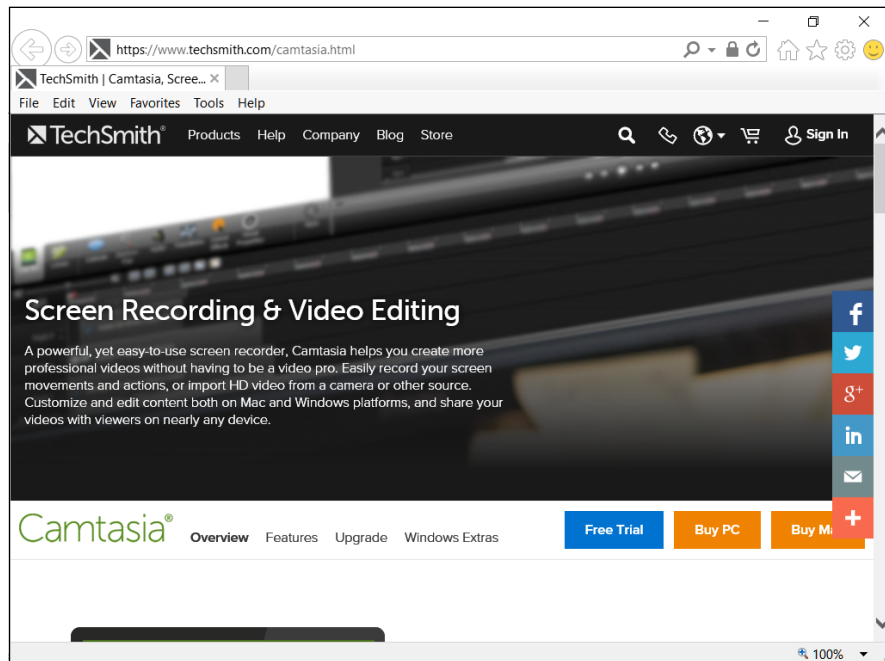 https://www.techsmith.com/camtasia.html
TechSmith | Camtasia, Scree...
File Edit View Favorites Tools Help
TechSmith® Products Help Company Blog Store Sign In
Screen Recording & Video Editing
A powerful, yet easy-to-use screen recorder, Camtasia helps you create more
professional videos without having to be a video pro. Easily record your screen
movements and actions, or import HD video from a camera or other source.
Customize and edit content both on Mac and Windows platforms, and share your
videos with viewers on nearly any device.
f
g+
in
Camtasia® Overview Features Upgrade Windows Extras Free Trial Buy PC Buy
100%